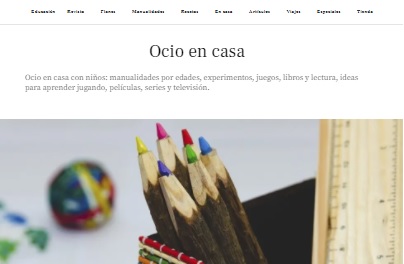 Educación Revista Planes Manualidades Recetas En casa Artículos Viajes Especiales Tienda
Ocio en casa
Ocio en casa con niños: manualidades por edades, experimentos, juegos, libros y lectura, ideas
para aprender jugando, películas, series y televisión.